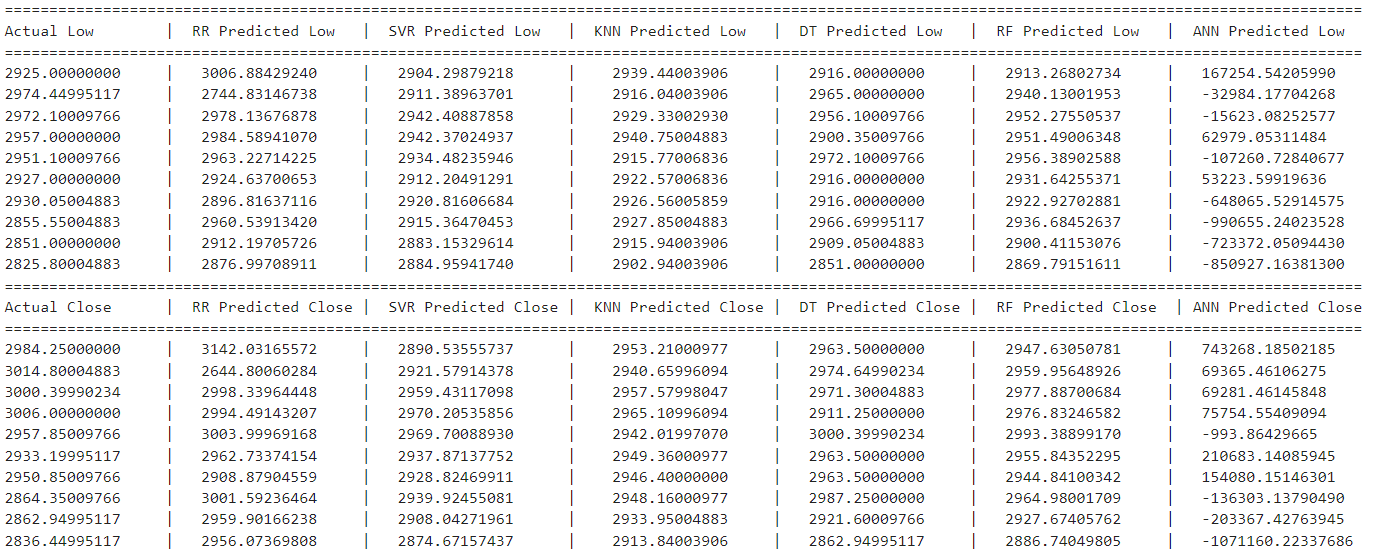 ==========================================================================================================================================================
Actual Low | RR Predicted Low | SVR Predicted Low | KNN Predicted Low | DT Predicted Low | RF Predicted Low | ANN Predicted Low
==========================================================================================================================================================
2925.00000000 | 3006.88429240 | 2904.29879218 | 2939.44003906 | 2916.00000000 | 2913.26802734 | 167254.54205990
2974.44995117 | 2744.83146738 | 2911.38963701 | 2916.04003906 | 2965.00000000 | 2940.13001953 | -32984.17704268
2972.10009766 | 2978.13676878 | 2942.40887858 | 2929.33002930 | 2956.10009766 | 2952.27550537 | -15623.08252577
2957.00000000 | 2984.58941070 | 2942.37024937 | 2940.75004883 | 2900.35009766 | 2951.49006348 | 62979.05311484
2951.10009766 | 2963.22714225 | 2934.48235946 | 2915.77006836 | 2972.10009766 | 2956.38902588 | -107260.72840677
2927.00000000 | 2924.63700653 | 2912.20491291 | 2922.57006836 | 2916.00000000 | 2931.64255371 | 53223.59919636
2930.05004883 | 2896.81637116 | 2920.81606684 | 2926.56005859 | 2916.00000000 | 2922.92702881 | -648065.52914575
2855.55004883 | 2960.53913420 | 2915.36470453 | 2927.85004883 | 2966.69995117 | 2936.68452637 | -990655.24023528
2851.00000000 | 2912.19705726 | 2883.15329614 | 2915.94003906 | 2909.05004883 | 2900.41153076 | -723372.05094430
2825.80004883 | 2876.99708911 | 2884.95941740 | 2902.94003906 | 2851.00000000 | 2869.79151611 | -850927.16381300
==========================================================================================================================================================
Actual Close | RR Predicted Close | SVR Predicted Close | KNN Predicted Close | DT Predicted Close | RF Predicted Close | ANN Predicted Close
==========================================================================================================================================================
2984.25000000 | 3142.03165572 | 2890.53555737 | 2953.21000977 | 2963.50000000 | 2947.63050781 | 743268.18502185
3014.80004883 | 2644.80060284 | 2921.57914378 | 2940.65996094 | 2974.64990234 | 2959.95648926 | 69365.46106275
3000.39990234 | 2998.33964448 | 2959.43117098 | 2957.57998047 | 2971.30004883 | 2977.88700684 | 69281.46145848
3006.00000000 | 2994.49143207 | 2970.20535856 | 2965.10996094 | 2911.25000000 | 2976.83246582 | 75754.55409094
2957.85009766 | 3003.99969168 | 2969.70088930 | 2942.01997070 | 3000.39990234 | 2993.38899170 | -993.86429665
2933.19995117 | 2962.73374154 | 2937.87137752 | 2949.36000977 | 2963.50000000 | 2955.84352295 | 210683.14085945
2950.85009766 | 2908.87904559 | 2928.82469911 | 2946.40000000 | 2963.50000000 | 2944.84100342 | 154080.15146301
2864.35009766 | 3001.59236464 | 2939.92455081 | 2948.16000977 | 2987.25000000 | 2964.98001709 | -136303.13790490
2862.94995117 | 2959.90166238 | 2908.04271961 | 2933.95004883 | 2921.60009766 | 2927.67405762 | -203367.42763945
2836.44995117 | 2956.07369808 | 2874.67157437 | 2913.84003906 | 2862.94995117 | 2886.74049805 | -1071160.22337686